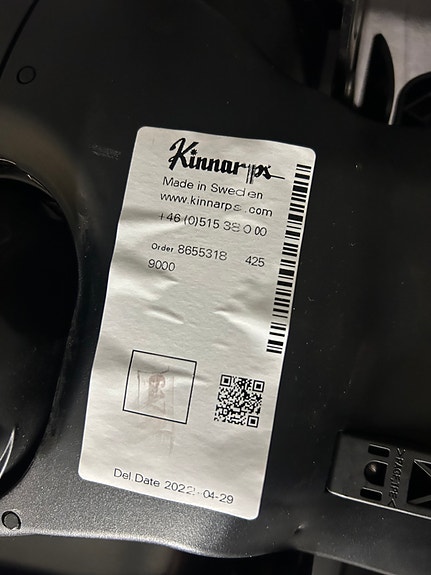 Kinnarps
Made in Sweden
www.kinnarps.com
+46 (0)515 38 0 00
Order 8655318 425
9000
Del.Date 2022-04-29